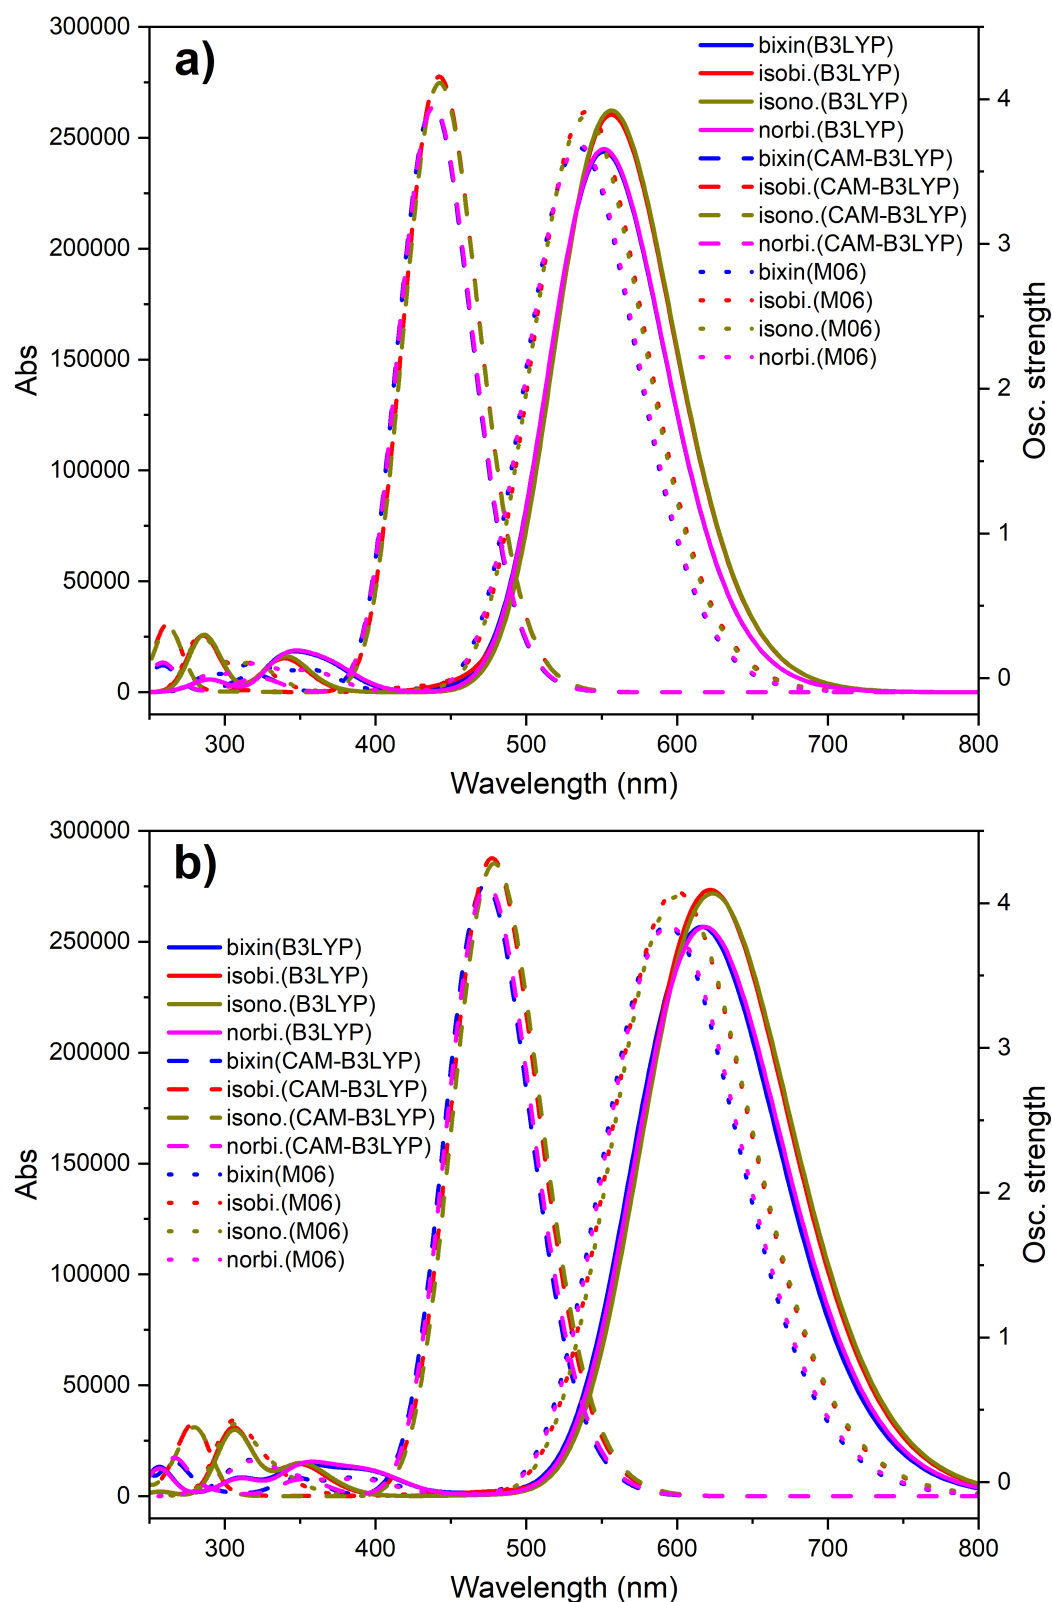 a)
300000
250000
200000
150000
100000
50000
0
Abs
bixin(B3LYP)
isobi.(B3LYP)
isono.(B3LYP)
norbi.(B3LYP)
bixin(CAM-B3LYP)
isobi.(CAM-B3LYP)
isono.(CAM-B3LYP)
norbi.(CAM-B3LYP)
bixin(M06)
isobi.(M06)
isono.(M06)
norbi.(M06)
4
3
2
1
0
Osc. strength
300 400 500 600 700 800
Wavelength (nm)
b)
300000
250000
200000
150000
100000
50000
0
Abs
bixin(B3LYP)
isobi.(B3LYP)
isono.(B3LYP)
norbi.(B3LYP)
bixin(CAM-B3LYP)
isobi.(CAM-B3LYP)
isono.(CAM-B3LYP)
norbi.(CAM-B3LYP)
bixin(M06)
isobi.(M06)
isono.(M06)
norbi.(M06)
4
3
2
1
0
Osc. strength
300 400 500 600 700 800
Wavelength (nm)